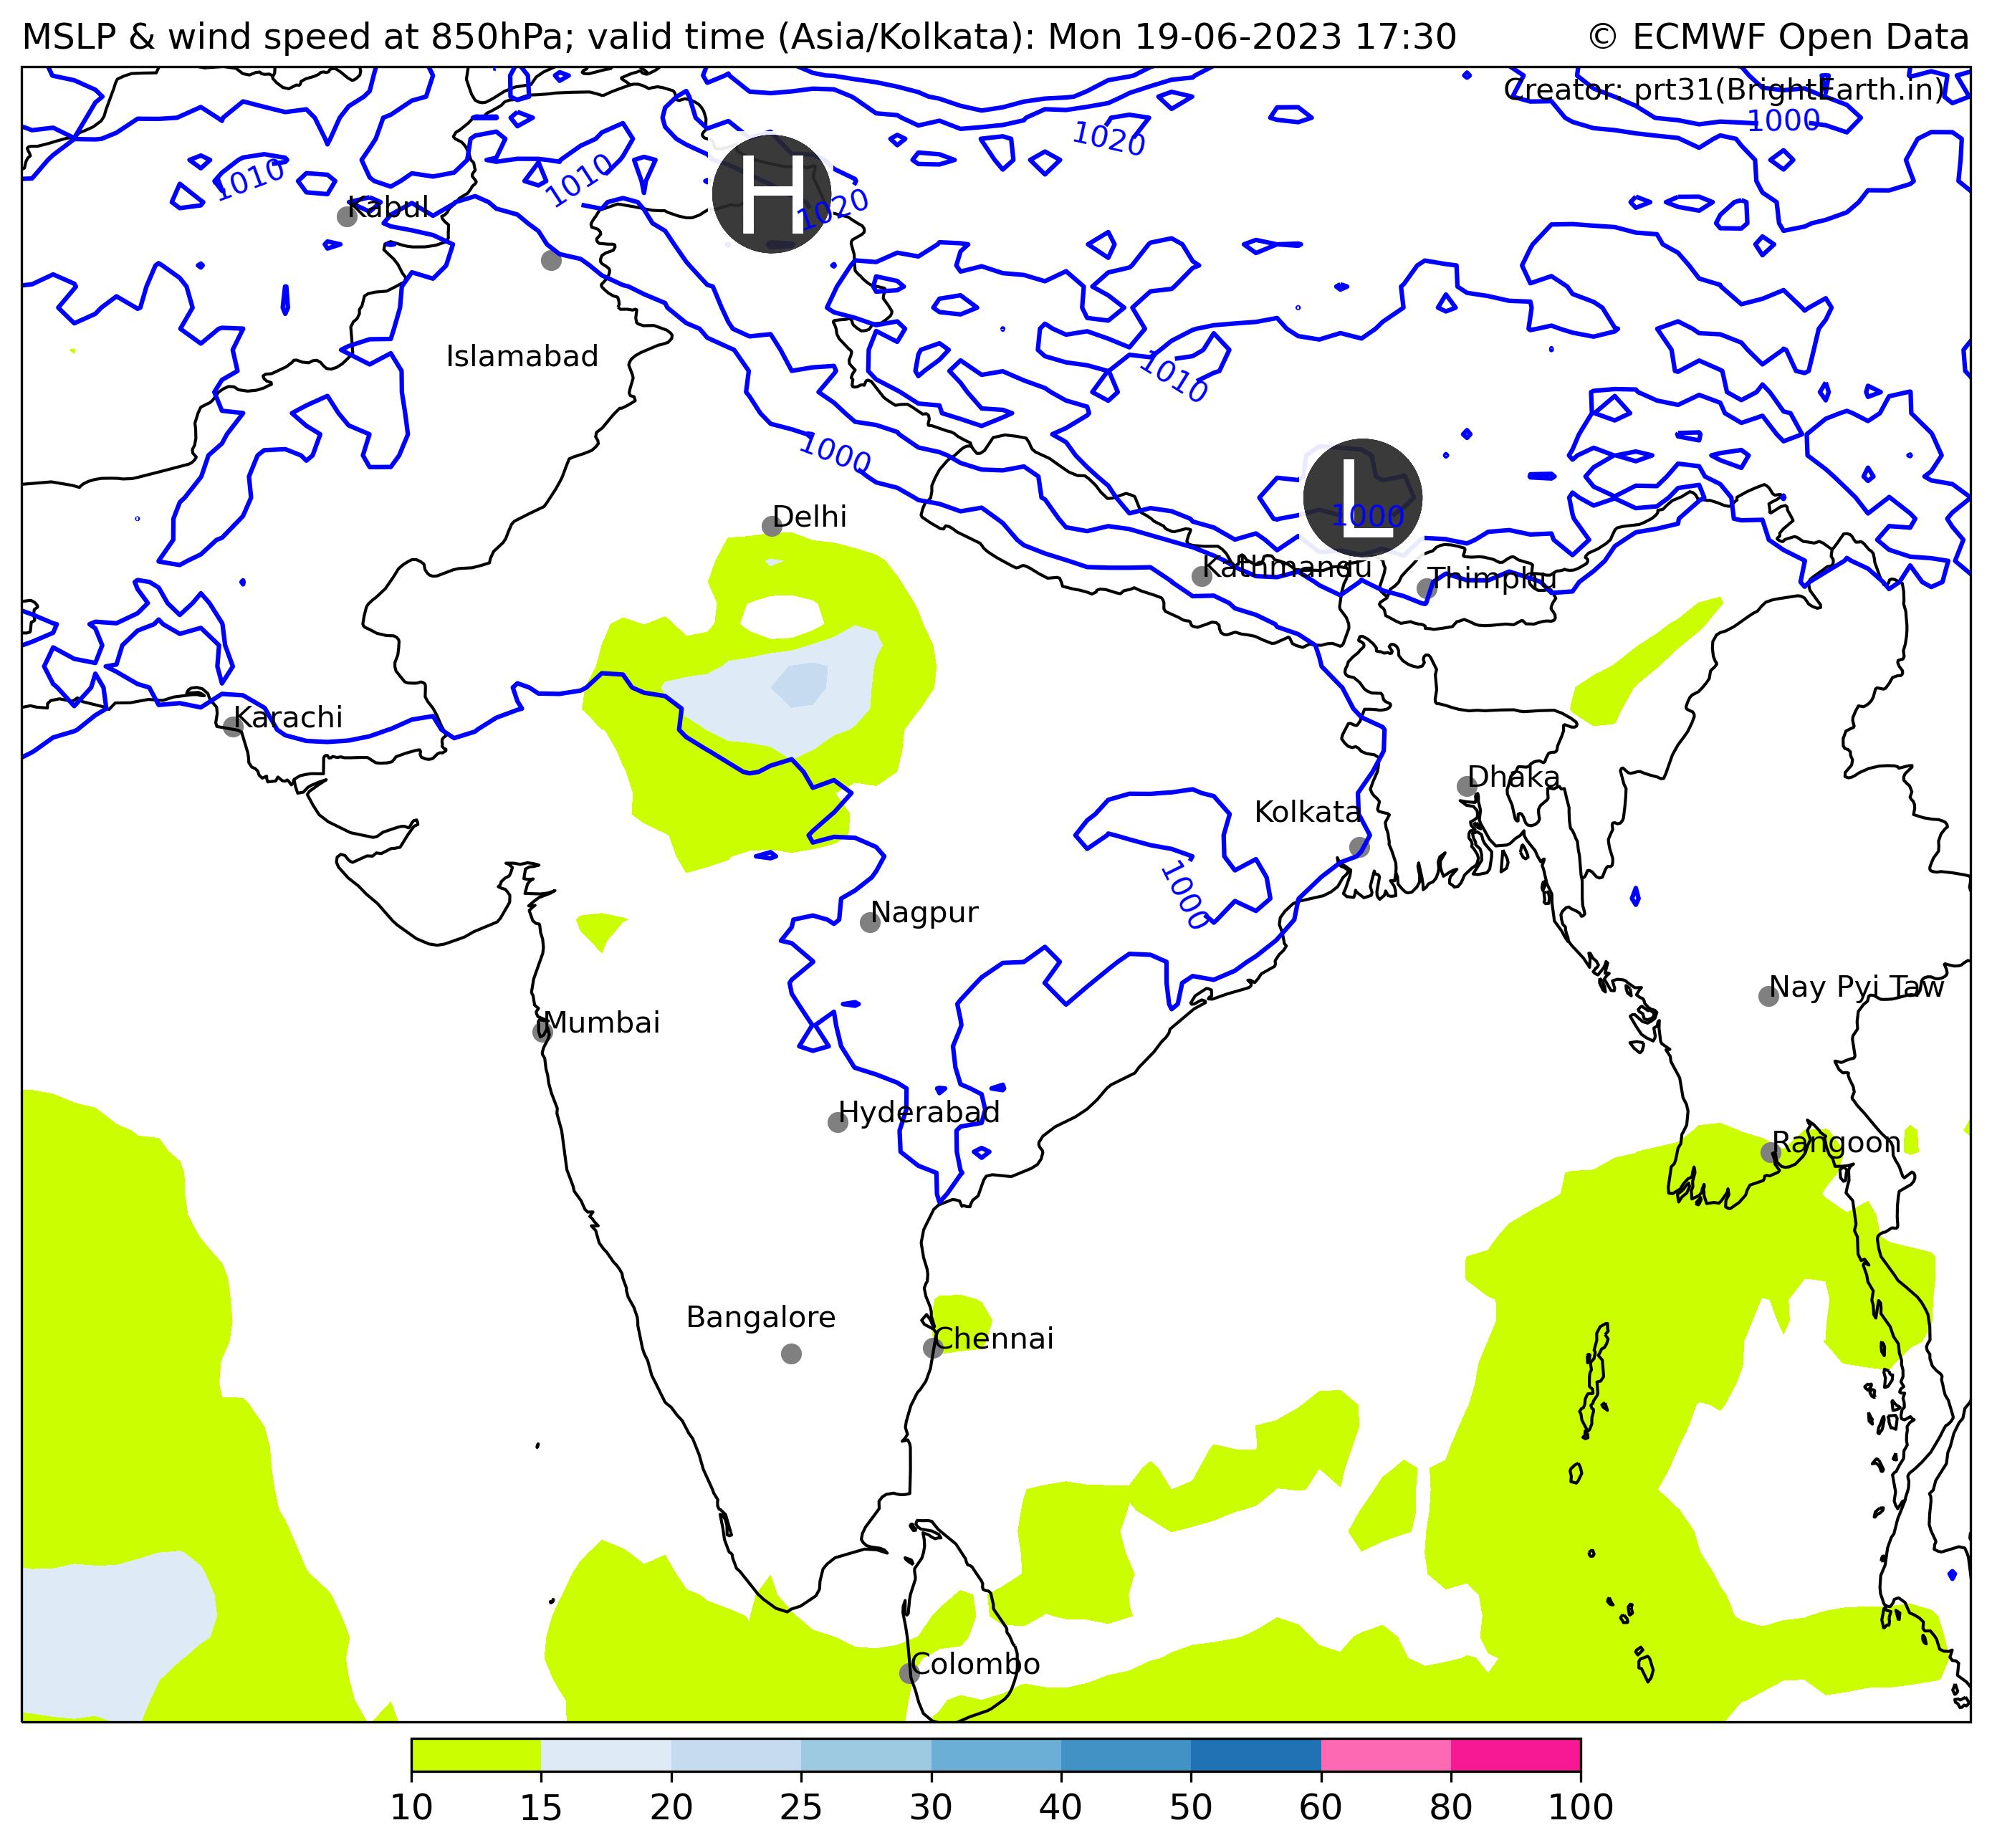 MSLP & wind speed at 850hPa; valid time (Asia/Kolkata): Mon 19-06-2023 17:30
© ECMWF Open Data
Creator: prt31(BrightEarth.in)
1000
1020
1010
1010
H
1020
Kabul
Islamabad
1010
1000
L
1000
Delhi
Kathmandu
Thimphu
Karachi
Dhaka
Kolkata
1000
Nagpur
Nay Pyi Taw
Mumbai
Hyderabad
Rangoon
Bangalore
Chennai
Colombo
10 15 20 25 30 40 50 60 80 100